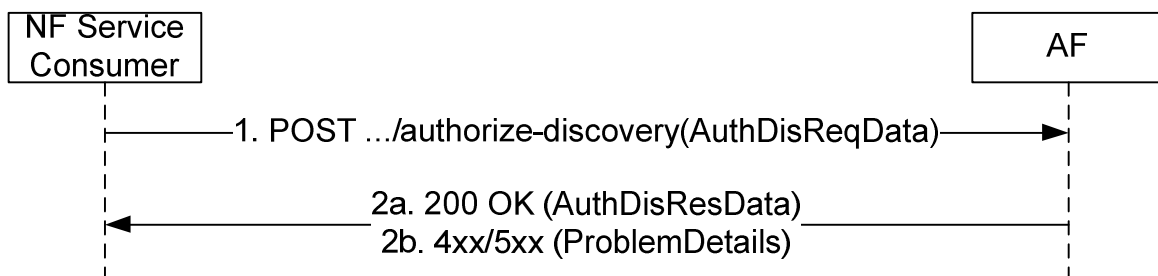 NF Service
Consumer
AF
1. POST .../authorize-discovery(AuthDisReqData)
2a. 200 OK (AuthDisResData)
2b. 4xx/5xx (ProblemDetails)